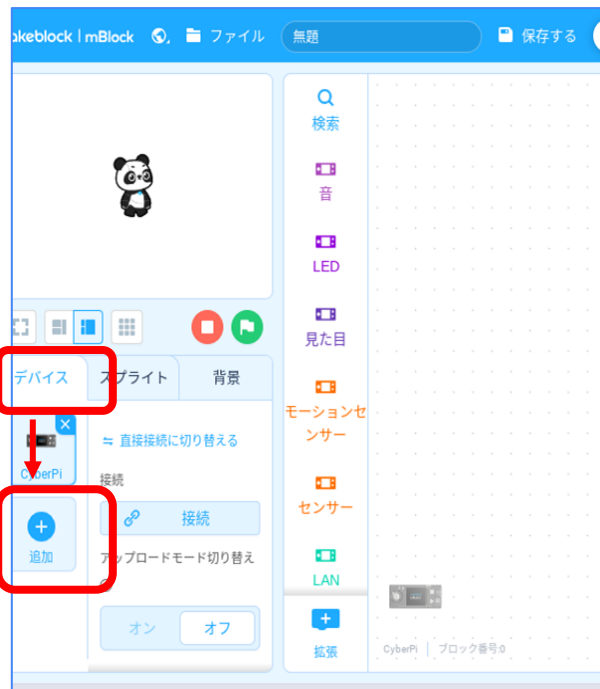 akeblock | mBlock
ファイル
無題
保存する
検索
音
LED
見た目
モーションセ
ンサー
センサー
LAN
拡張
デバイス
スプライト
背景
CyberPi
追加
直接接続に切り替える
接続
接続
アップロードモード切り替え
オン
オフ
CyberPi
ブロック番号:0